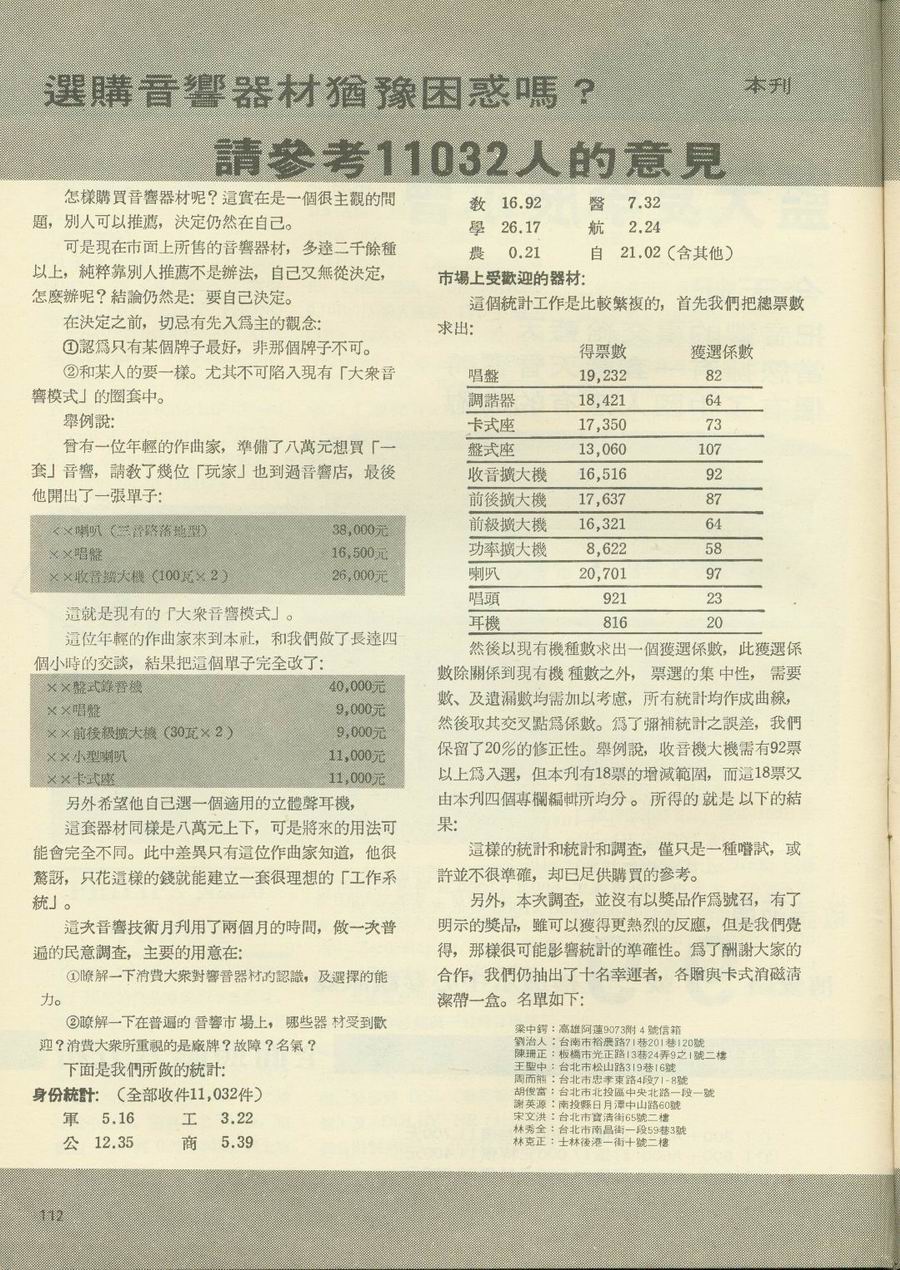 選購音響器材猶豫困惑嗎？
本刊
請參考11032人的意見
怎樣購買音響器材呢？這實在是一個很主觀的問
題，別人可以推薦，決定仍然在自己。
可是現在市面上所售的音響器材，多達二千餘種
以上，純粹靠別人推薦不是辦法，自己又無從決定，
怎麼辦呢？結論仍然是：要自己決定。
在決定之前，切忌有先入爲主的觀念：
①認爲只有某個牌子最好，非那個牌子不可。
②和某人的要一樣。尤其不可陷入現有「大衆音
響模式」的圈套中。
舉例說：
曾有一位年輕的作曲家，準備了八萬元想買「一
套」音響，請教了幾位「玩家」也到過音響店，最後
他開出了一張單子：
××喇叭（三音路落地型） 38,000元
××唱盤 16,500元
××收音擴大機（100瓦×2） 26,000元
這就是現有的「大衆音響模式」。
這位年輕的作曲家來到本社，和我們做了長達四
個小時的交談，結果把這個單子完全改了：
××盤式錄音機 40,000元
××唱盤 9,000元
××前後級擴大機（30瓦×2） 9,000元
××小型喇叭 11,000元
××卡式座 11,000元
另外希望他自己選一個適用的立體聲耳機，
這套器材同樣是八萬元上下，可是將來的用法可
能會完全不同。此中差異只有這位作曲家知道，他很
驚訝，只花這樣的錢就能建立一套很理想的「工作系
統」。
這次音響技術月刊用了兩個月的時間，做一次普
遍的民意調查，主要的用意在：
①瞭解一下消費大衆對響音器材的認識，及選擇的能
力。
②瞭解一下在普遍的音響市場上，哪些器材受到歡
迎？消費大衆所重視的是廠牌？故障？名氣？
下面是我們所做的統計：
身份統計：（全部收件11,032件）
軍 5.16 工 3.22
公 12.35 商 5.39
教 16.92 醫 7.32
學 26.17 航 2.24
農 0.21 自 21.02（含其他）
市場上受歡迎的器材：
這個統計工作是比較繁複的，首先我們把總票數
求出：
得票數 獲選係數
唱盤 19,232 82
調諧器 18,421 64
卡式座 17,350 73
盤式座 13,060 107
收音擴大機 16,516 92
前後擴大機 17,637 87
前級擴大機 16,321 64
功率擴大機 8,622 58
喇叭 20,701 97
唱頭 921 23
耳機 816 20
然後以現有機種數求出一個獲選係數，此獲選係
數除關係到現有機種數之外，票選的集中性，需要
數、及遺漏數均需加以考慮，所有統計均作成曲線，
然後取其交叉點爲係數。爲了彌補統計之誤差，我們
保留了20％的修正性。舉例說，收音機大機需有92票
以上爲入選，但本刊有18票的增減範圍，而這18票又
由本刊四個專欄編輯所均分。所得的就是以下的結
果：
這樣的統計和統計和調查，僅只是一種嚐試，或
許並不很準確，却已足供購買的參考。
另外，本次調查，並沒有以獎品作爲號召，有了
明示的獎品，雖可以獲得更熱烈的反應，但是我們覺
得，那樣很可能影響統計的準確性。爲了酬謝大家的
合作，我們仍抽出了十名幸運者，各贈與卡式消磁清
潔帶一盒。名單如下：
梁中鍔：高雄阿蓮9073附4號信箱
劉治人：台南市裕農路71巷201巷120號
陳珊正：板橋市光正路13巷24弄9之1號二樓
王聖中：台北市松山路319巷16號
周而熊：台北市忠孝東路4段71-8號
胡俊富：台北市北投區中央北路一段一號
謝英源：南投縣日月潭中山路60號
宋文洪：台北市寶清街65號二樓
林秀全：台北市南昌街一段59巷3號
林克正：士林後港一街十號二樓
112